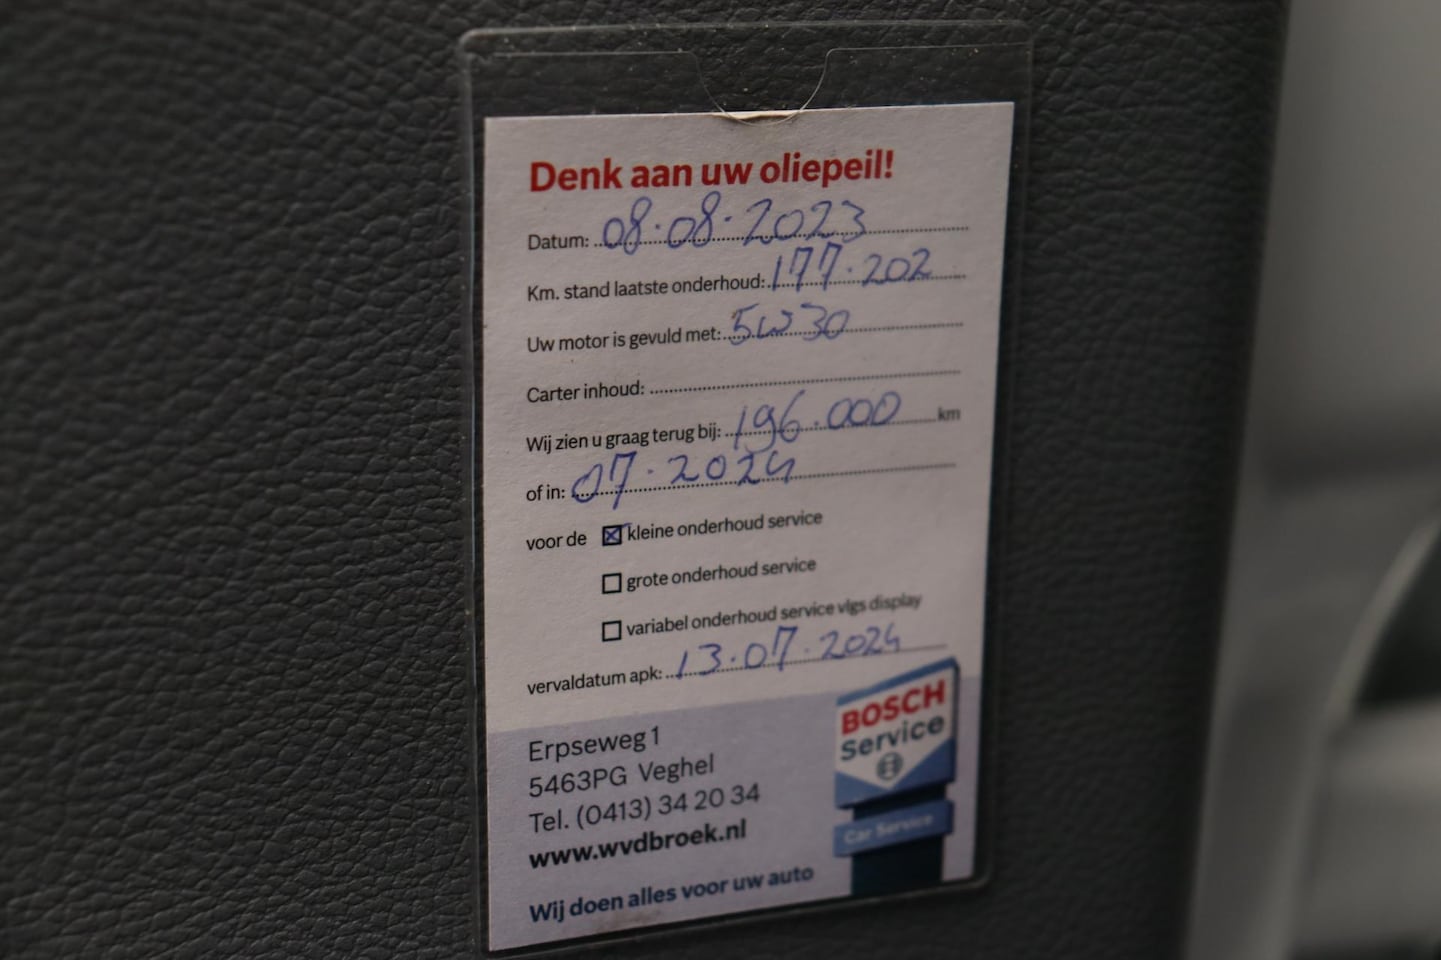 Denk aan uw oliepeil!
Datum: 08.08.2023
Km. stand laatste onderhoud: 177.202
Uw motor is gevuld met: 5w30
Carter inhoud:
Wij zien u graag terug bij: 196.000 km
of in: 07.2024
voor de ☒ kleine onderhoud service
☐ grote onderhoud service
☐ variabel onderhoud service vlgs display
vervaldatum apk: 13.07.2024
Erpseweg 1
5463PG Veghel
Tel. (0413) 34 20 34
www.wvdbroek.nl
Wij doen alles voor uw auto
BOSCH
Service
Car Service